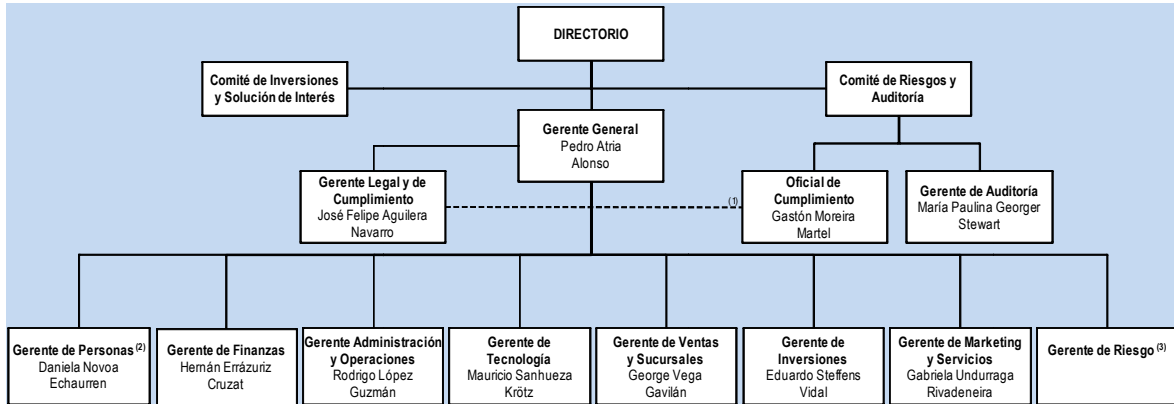 DIRECTORIO
Comité de Inversiones
y Solución de Interés
Comité de Riesgos y
Auditoría
Gerente General
Pedro Atria
Alonso
Gerente Legal y de
Cumplimiento
José Felipe Aguilera
Navarro
(1)
Oficial de
Cumplimiento
Gastón Moreira
Martel
Gerente de Auditoría
María Paulina Georger
Stewart
Gerente de Personas (2)
Daniela Novoa
Echaurren
Gerente de Finanzas
Hernán Errázuriz
Cruzat
Gerente Administración
y Operaciones
Rodrigo López
Guzmán
Gerente de
Tecnología
Mauricio Sanhueza
Krötz
Gerente de Ventas
y Sucursales
George Vega
Gavilán
Gerente de
Inversiones
Eduardo Steffens
Vidal
Gerente de Marketing
y Servicios
Gabriela Undurraga
Rivadeneira
Gerente de Riesgo (3)